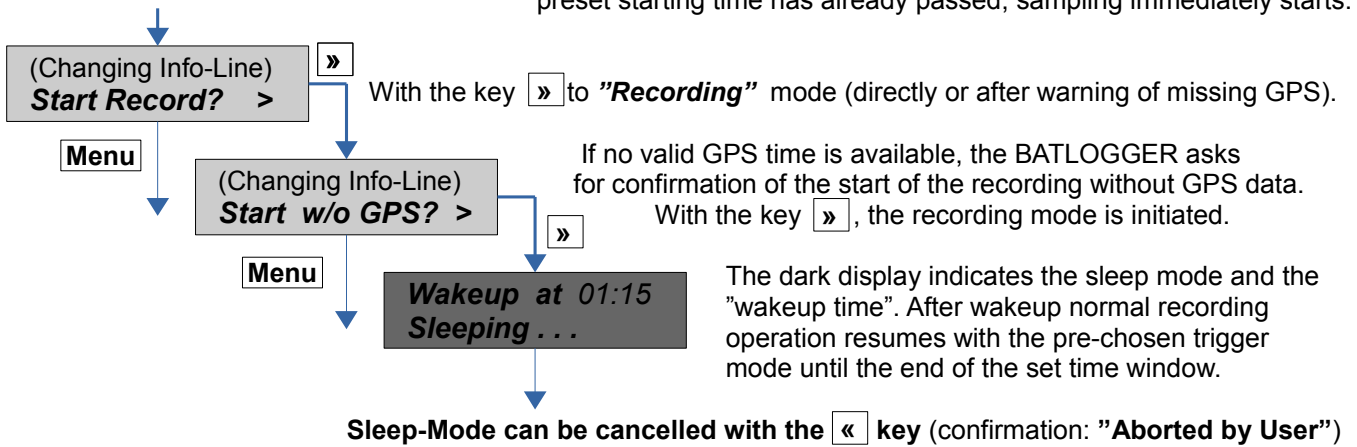 preset starting time has already passed, sampling immediately starts.
(Changing Info-Line)
Start Record? >
»
With the key » to ”Recording” mode (directly or after warning of missing GPS).
Menu
(Changing Info-Line)
Start w/o GPS? >
»
If no valid GPS time is available, the BATLOGGER asks
for confirmation of the start of the recording without GPS data.
With the key » , the recording mode is initiated.
Menu
Wakeup at 01:15
Sleeping . . .
The dark display indicates the sleep mode and the
”wakeup time”. After wakeup normal recording
operation resumes with the pre-chosen trigger
mode until the end of the set time window.
Sleep-Mode can be cancelled with the « key (confirmation: ”Aborted by User”)